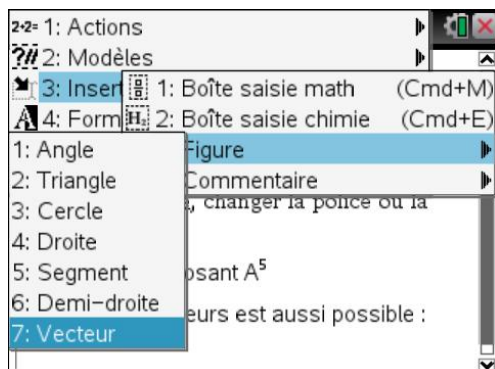 2·2= 1: Actions
?// 2: Modèles
3: Insert
1: Boîte saisie math (Cmd+M)
A 4: Form
H₂ 2: Boîte saisie chimie (Cmd+E)
1: Angle
Figure
2: Triangle
Commentaire
3: Cercle
, changer la police ou la
4: Droite
5: Segment
osant A⁵
6: Demi-droite
eurs est aussi possible :
7: Vecteur